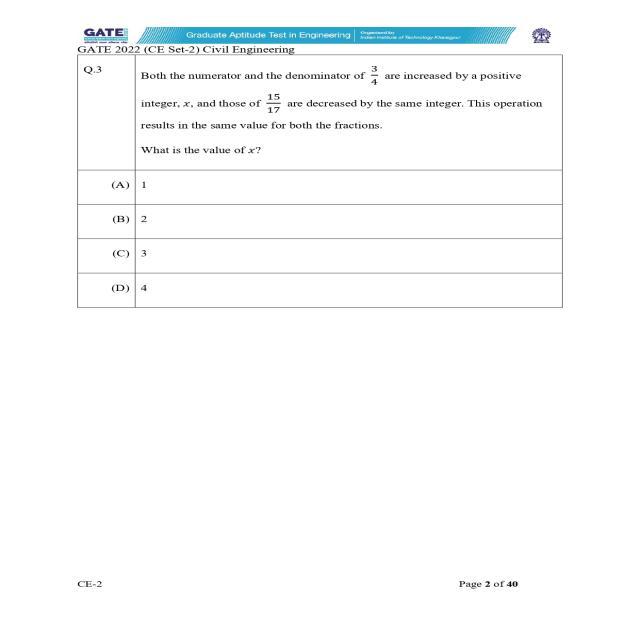 GATE
Graduate Aptitude Test in Engineering
Organised by
Indian Institute of Technology Kharagpur
GATE 2022 (CE Set-2) Civil Engineering
Q.3
Both the numerator and the denominator of 3/4 are increased by a positive
integer, x, and those of 15/17 are decreased by the same integer. This operation
results in the same value for both the fractions.
What is the value of x?
(A) 1
(B) 2
(C) 3
(D) 4
CE-2
Page 2 of 40